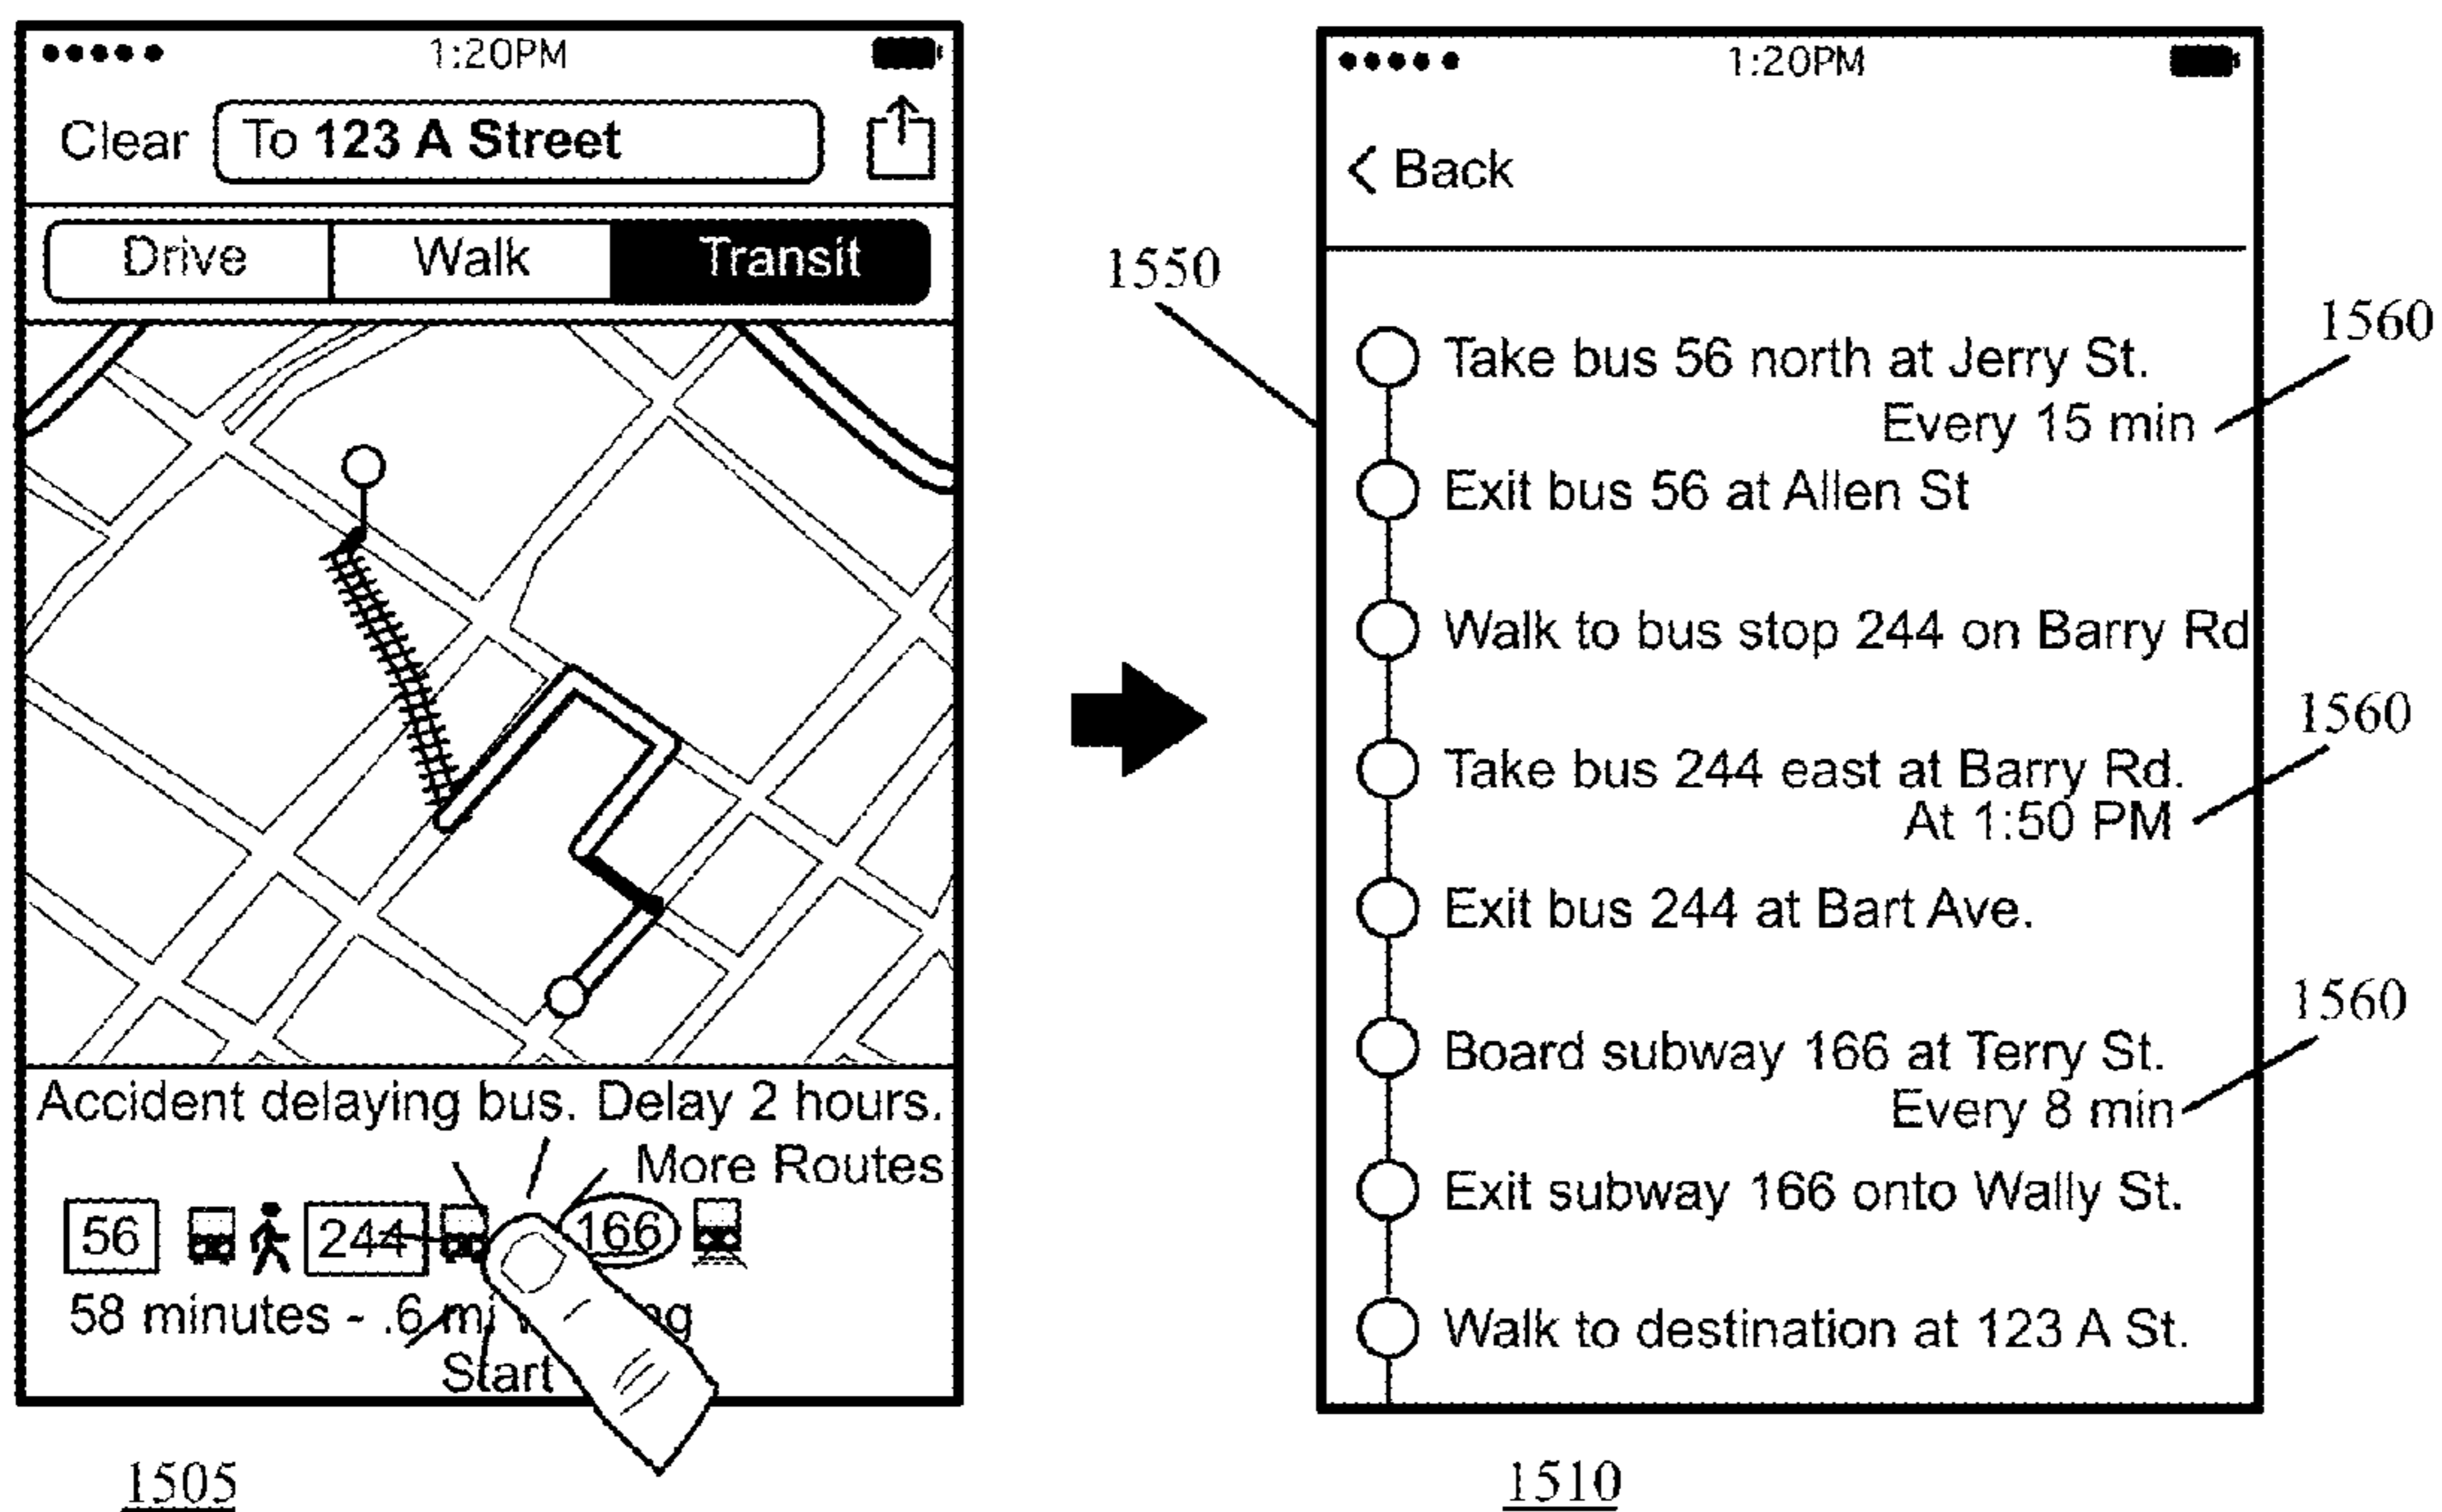 1:20PM
Clear To 123 A Street
Drive Walk Transit
Accident delaying bus. Delay 2 hours.
More Routes
56 244 166
58 minutes - .6 mi
Start
1505
1:20PM
< Back
1550
1560
Take bus 56 north at Jerry St.
Every 15 min
Exit bus 56 at Allen St
Walk to bus stop 244 on Barry Rd
1560
Take bus 244 east at Barry Rd.
At 1:50 PM
Exit bus 244 at Bart Ave.
1560
Board subway 166 at Terry St.
Every 8 min
Exit subway 166 onto Wally St.
Walk to destination at 123 A St.
1510